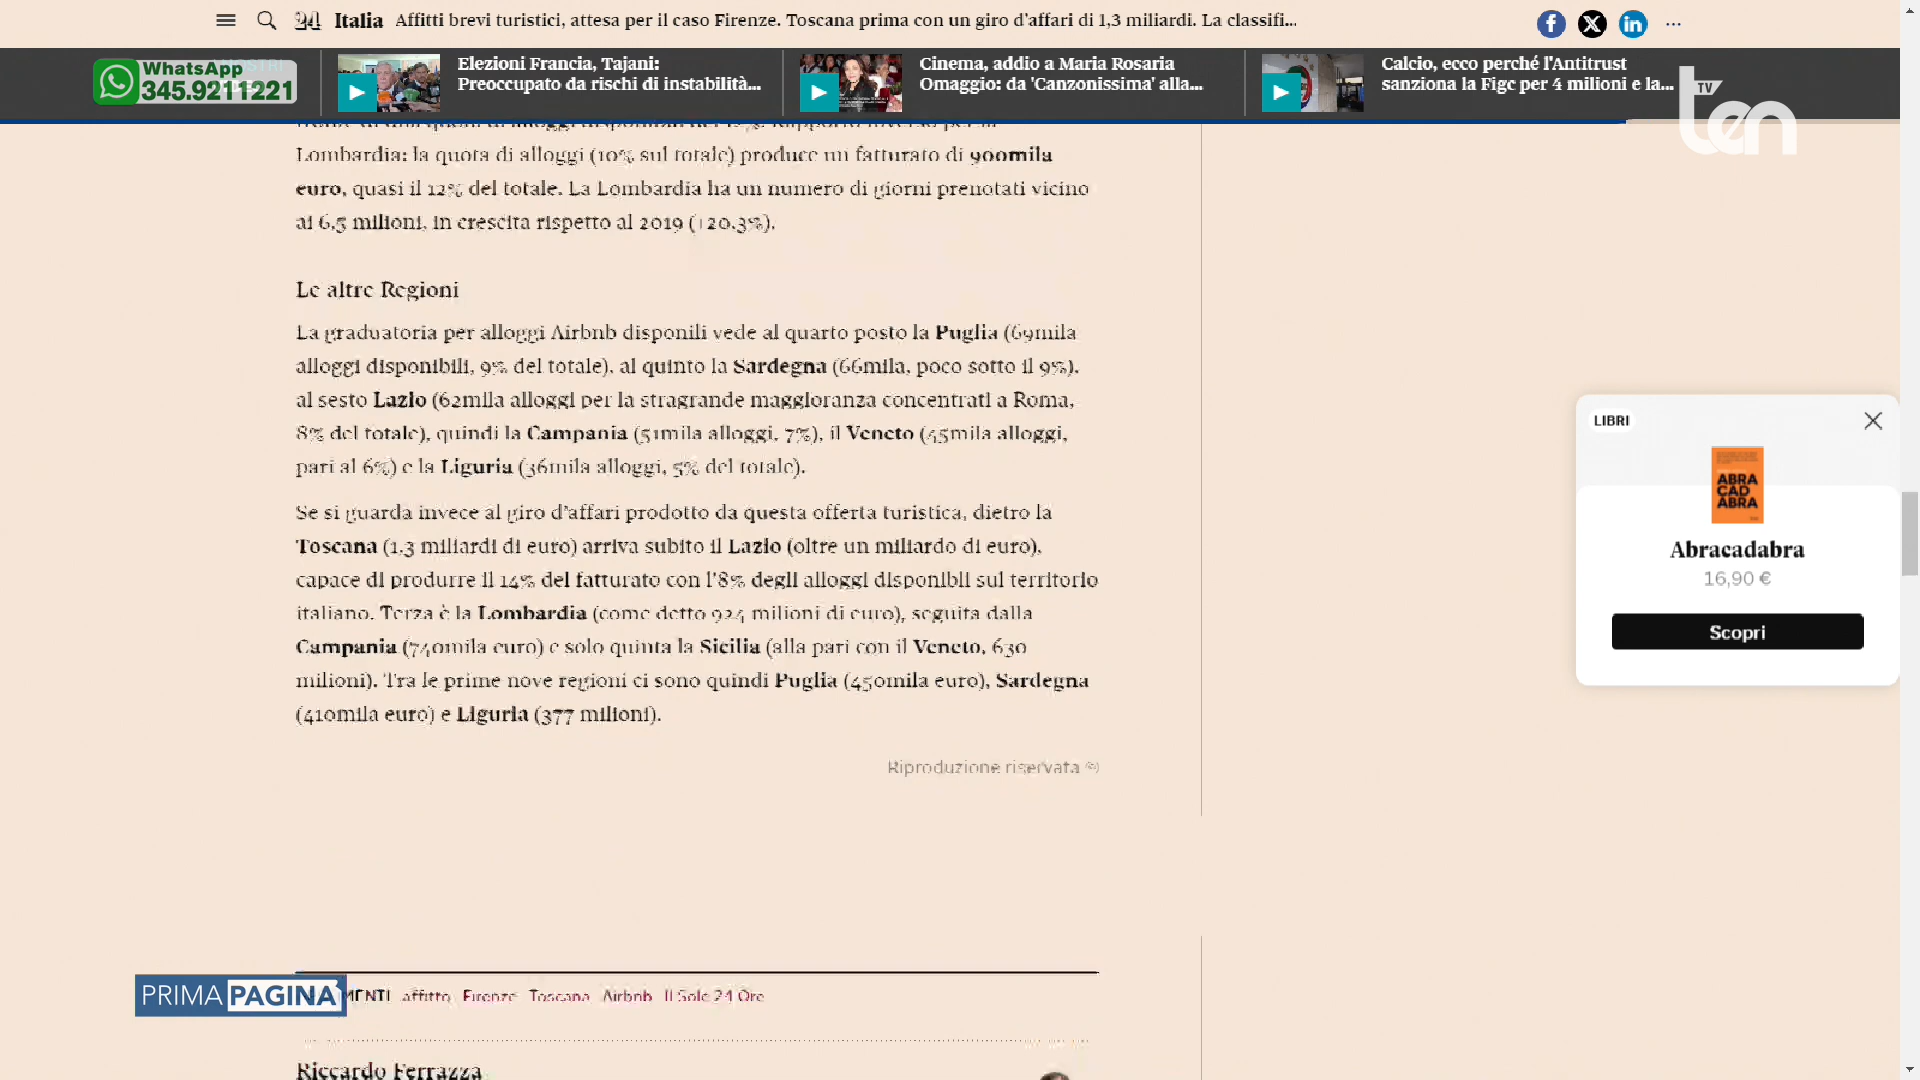 24 Italia Affitti brevi turistici, attesa per il caso Firenze. Toscana prima con un giro d'affari di 1,3 miliardi. La classifi...
WhatsApp
345.9211221
Elezioni Francia, Tajani:
Preoccupato da rischi di instabilità...
Cinema, addio a Maria Rosaria
Omaggio: da 'Canzonissima' alla...
Calcio, ecco perché l'Antitrust
sanziona la Figc per 4 milioni e la...
TV
ten
Lombardia: la quota di alloggi (10% sul totale) produce un fatturato di 900mila
euro, quasi il 12% del totale. La Lombardia ha un numero di giorni prenotati vicino
ai 6,5 milioni, in crescita rispetto al 2019 (+20,3%).
Le altre Regioni
La graduatoria per alloggi Airbnb disponili vede al quarto posto la Puglia (69mila
alloggi disponibili, 9% del totale), al quinto la Sardegna (66mila, poco sotto il 9%),
al sesto Lazio (62mila alloggi per la stragrande maggioranza concentrati a Roma,
8% del totale), quindi la Campania (51mila alloggi, 7%), il Veneto (45mila alloggi,
pari al 6%) e la Liguria (36mila alloggi, 5% del totale).
Se si guarda invece al giro d'affari prodotto da questa offerta turistica, dietro la
Toscana (1,3 miliardi di euro) arriva subito il Lazio (oltre un miliardo di euro),
capace di produrre il 14% del fatturato con l'8% degli alloggi disponibili sul territorio
italiano. Terza è la Lombardia (come detto 924 milioni di euro), seguita dalla
Campania (740mila euro) e solo quinta la Sicilia (alla pari con il Veneto, 630
milioni). Tra le prime nove regioni ci sono quindi Puglia (450mila euro), Sardegna
(410mila euro) e Liguria (377 milioni).
Riproduzione riservata ©
LIBRI
ABRA
CAD
ABRA
Abracadabra
16,90 €
Scopri
PRIMA PAGINA
affitto Firenze Toscana Airbnb Il Sole 24 Ore
Riccardo Ferrazza